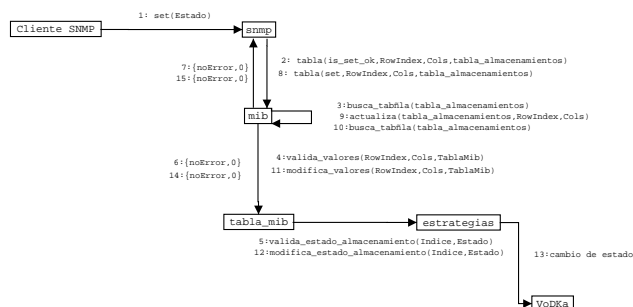 1: set(Estado)
Cliente SNMP
snmp
7:{noError,0}
15:{noError,0}
2: tabla(is_set_ok,RowIndex,Cols,tabla_almacenamientos)
8: tabla(set,RowIndex,Cols,tabla_almacenamientos)
mib
3:busca_tabñla(tabla_almacenamientos)
9:actualiza(tabla_almacenamientos,RowIndex,Cols)
10:busca_tabñla(tabla_almacenamientos)
6:{noError,0}
14:{noError,0}
4:valida_valores(RowIndex,Cols,TablaMib)
11:modifica_valores(RowIndex,Cols,TablaMib)
tabla_mib
estrategias
5:valida_estado_almacenamiento(Indice,Estado)
12:modifica_estado_almacenamiento(Indice,Estado)
13:cambio de estado
VoDKa